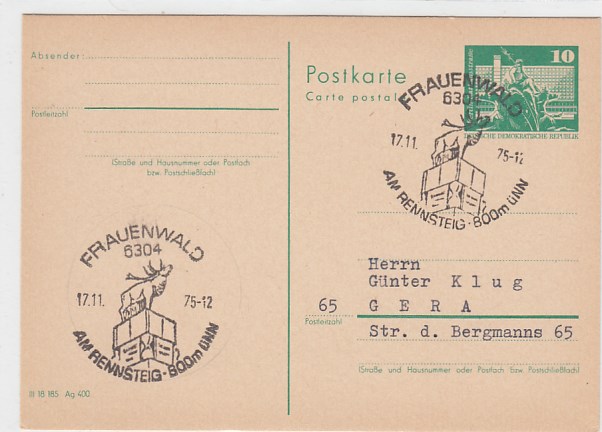 Absender:
Postleitzahl
(Straße und Hausnummer oder Postfach
bzw. Postschließfach)
FRAUENWALD
6304
17.11. 75-12
AM RENNSTEIG · 800m ÜNN
III 18 185 Ag 400
Postkarte
Carte postal
10
DEUTSCHE DEMOKRATISCHE REPUBLIK
FRAUENWALD
6304
17.11. 75-12
AM RENNSTEIG · 800m ÜNN
Herrn
Günter Klug
65 GERA
Postleitzahl
Str. d. Bergmanns 65
(Straße und Hausnummer oder Postfach bzw. Postschließfach)